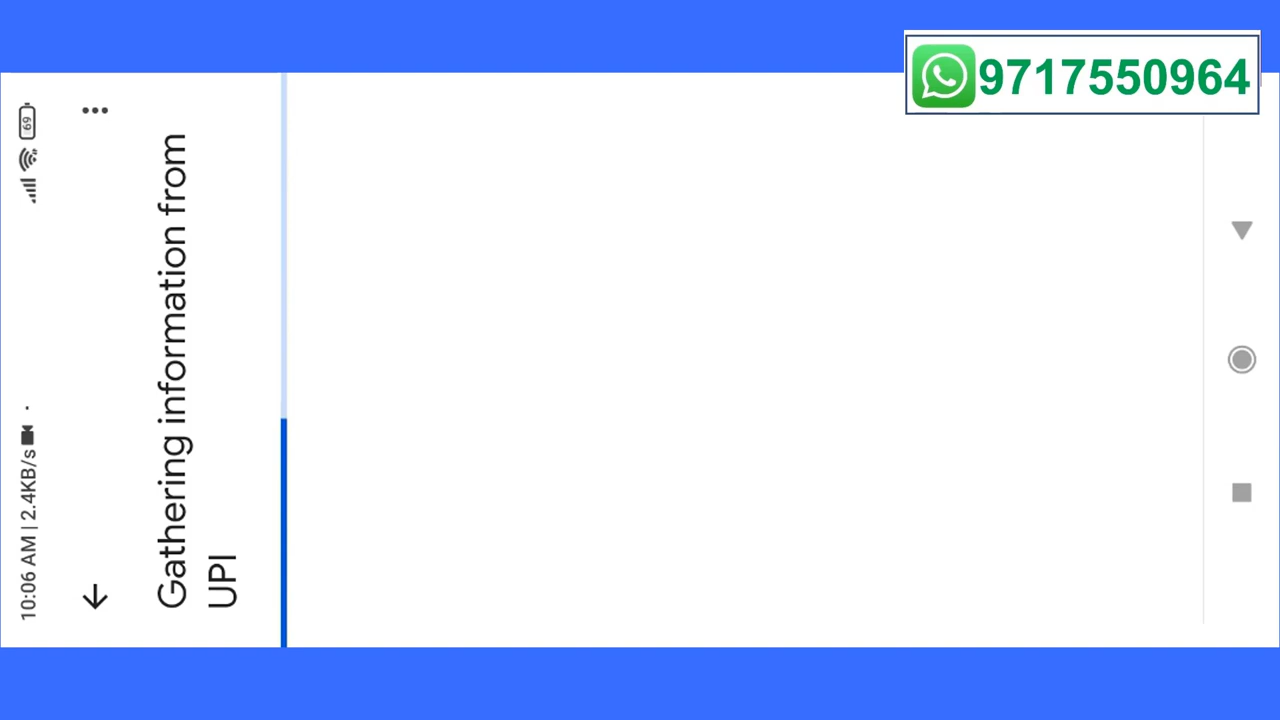 9717550964
10:06 AM | 2.4KB/s
69
Gathering information from
UPI